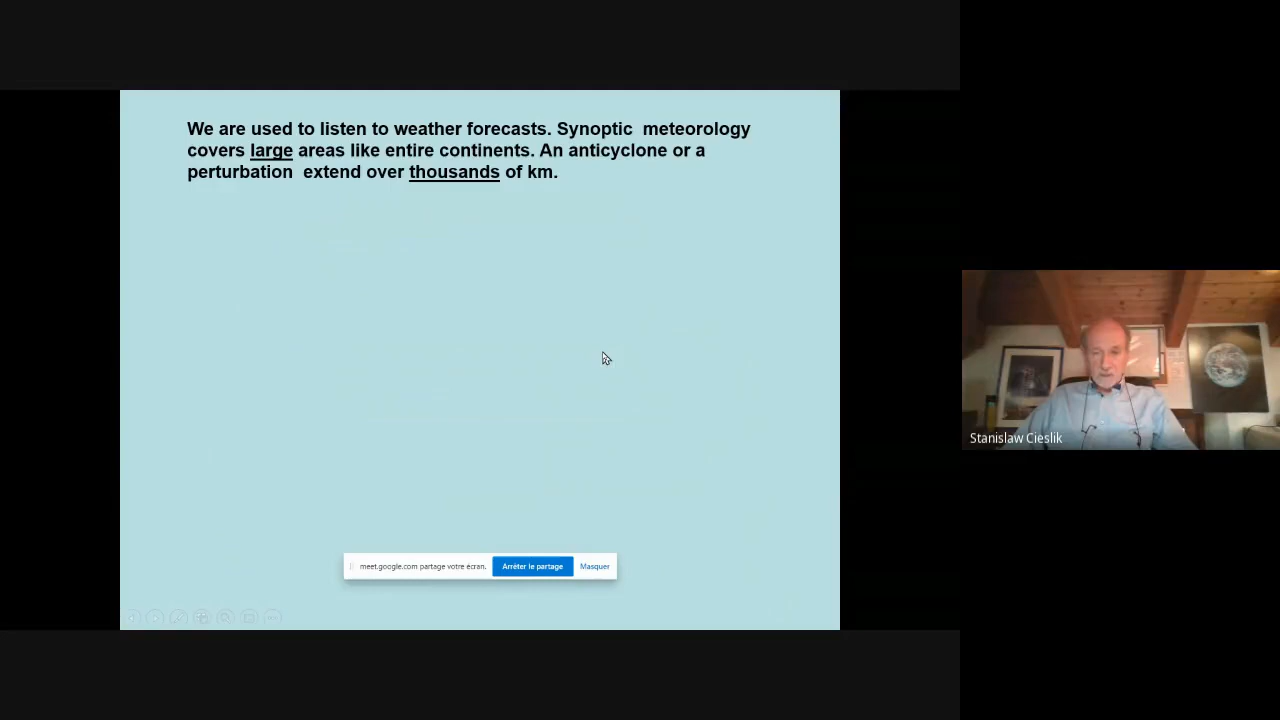 We are used to listen to weather forecasts. Synoptic  meteorology
covers large areas like entire continents. An anticyclone or a
perturbation  extend over thousands of km.
meet.google.com partage votre écran. Arrêter le partage Masquer
Stanislaw Cieslik